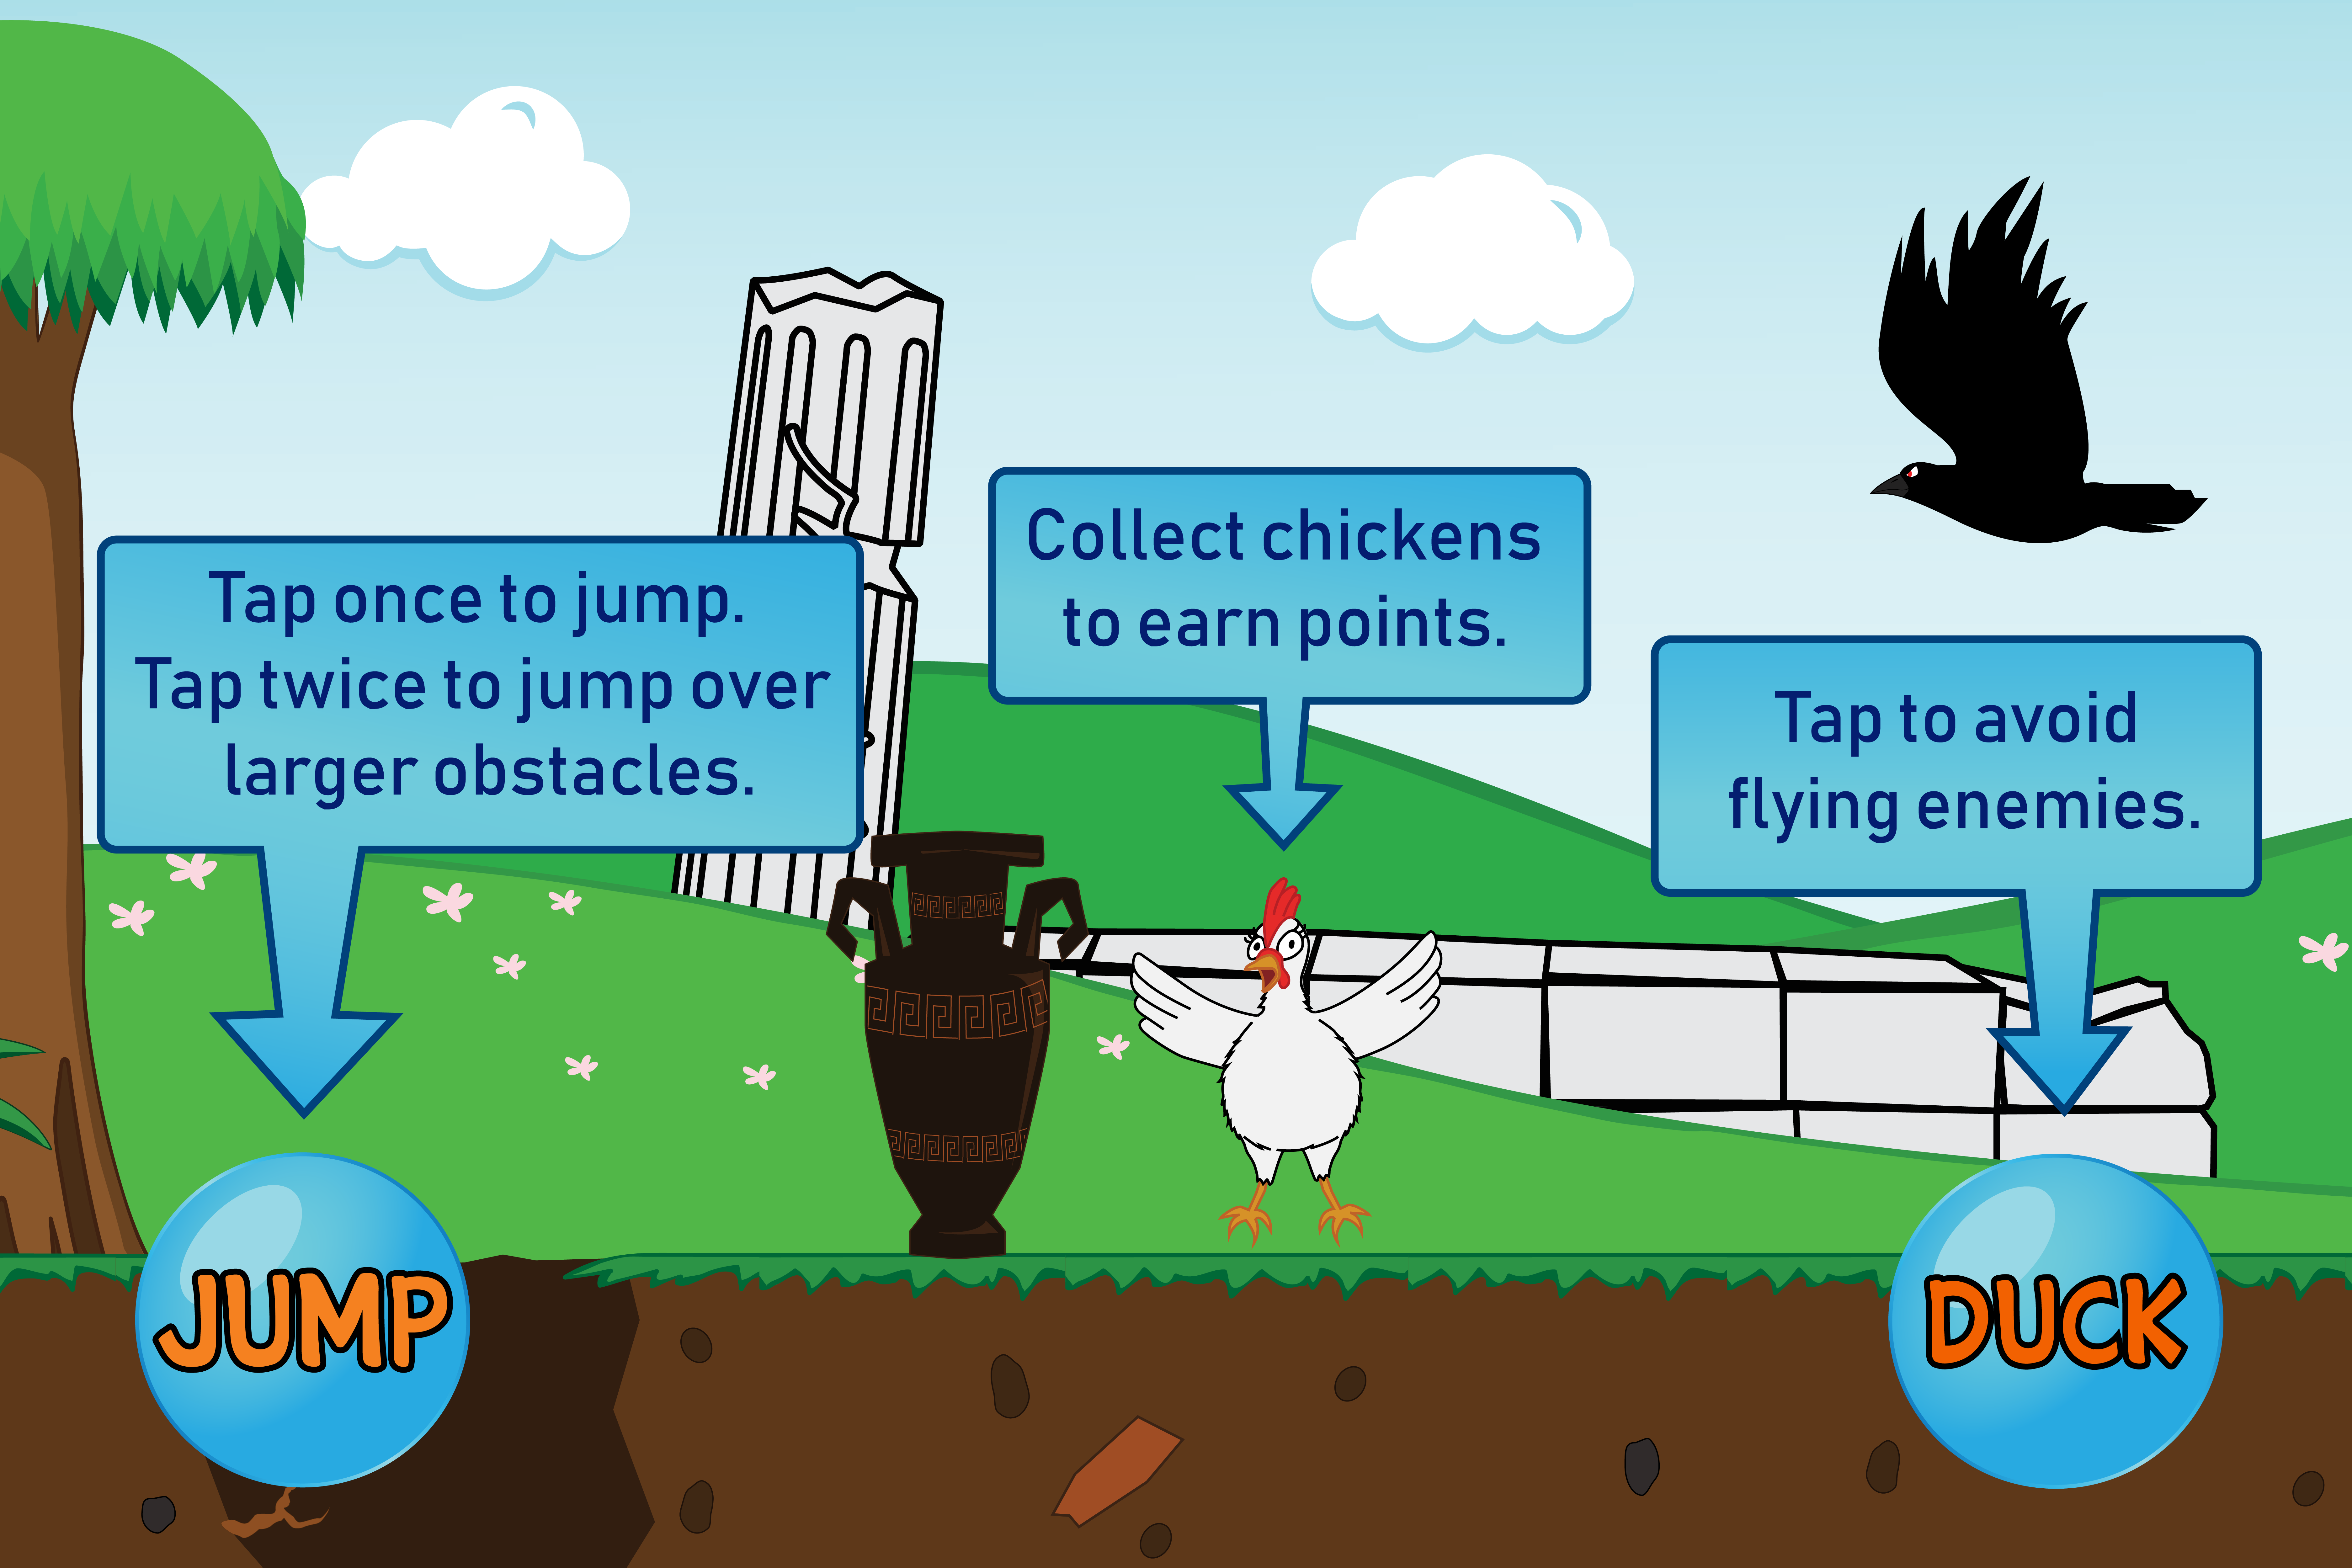 Tap once to jump.
Tap twice to jump over
larger obstacles.
Collect chickens
to earn points.
Tap to avoid
flying enemies.
JUMP
DUCK